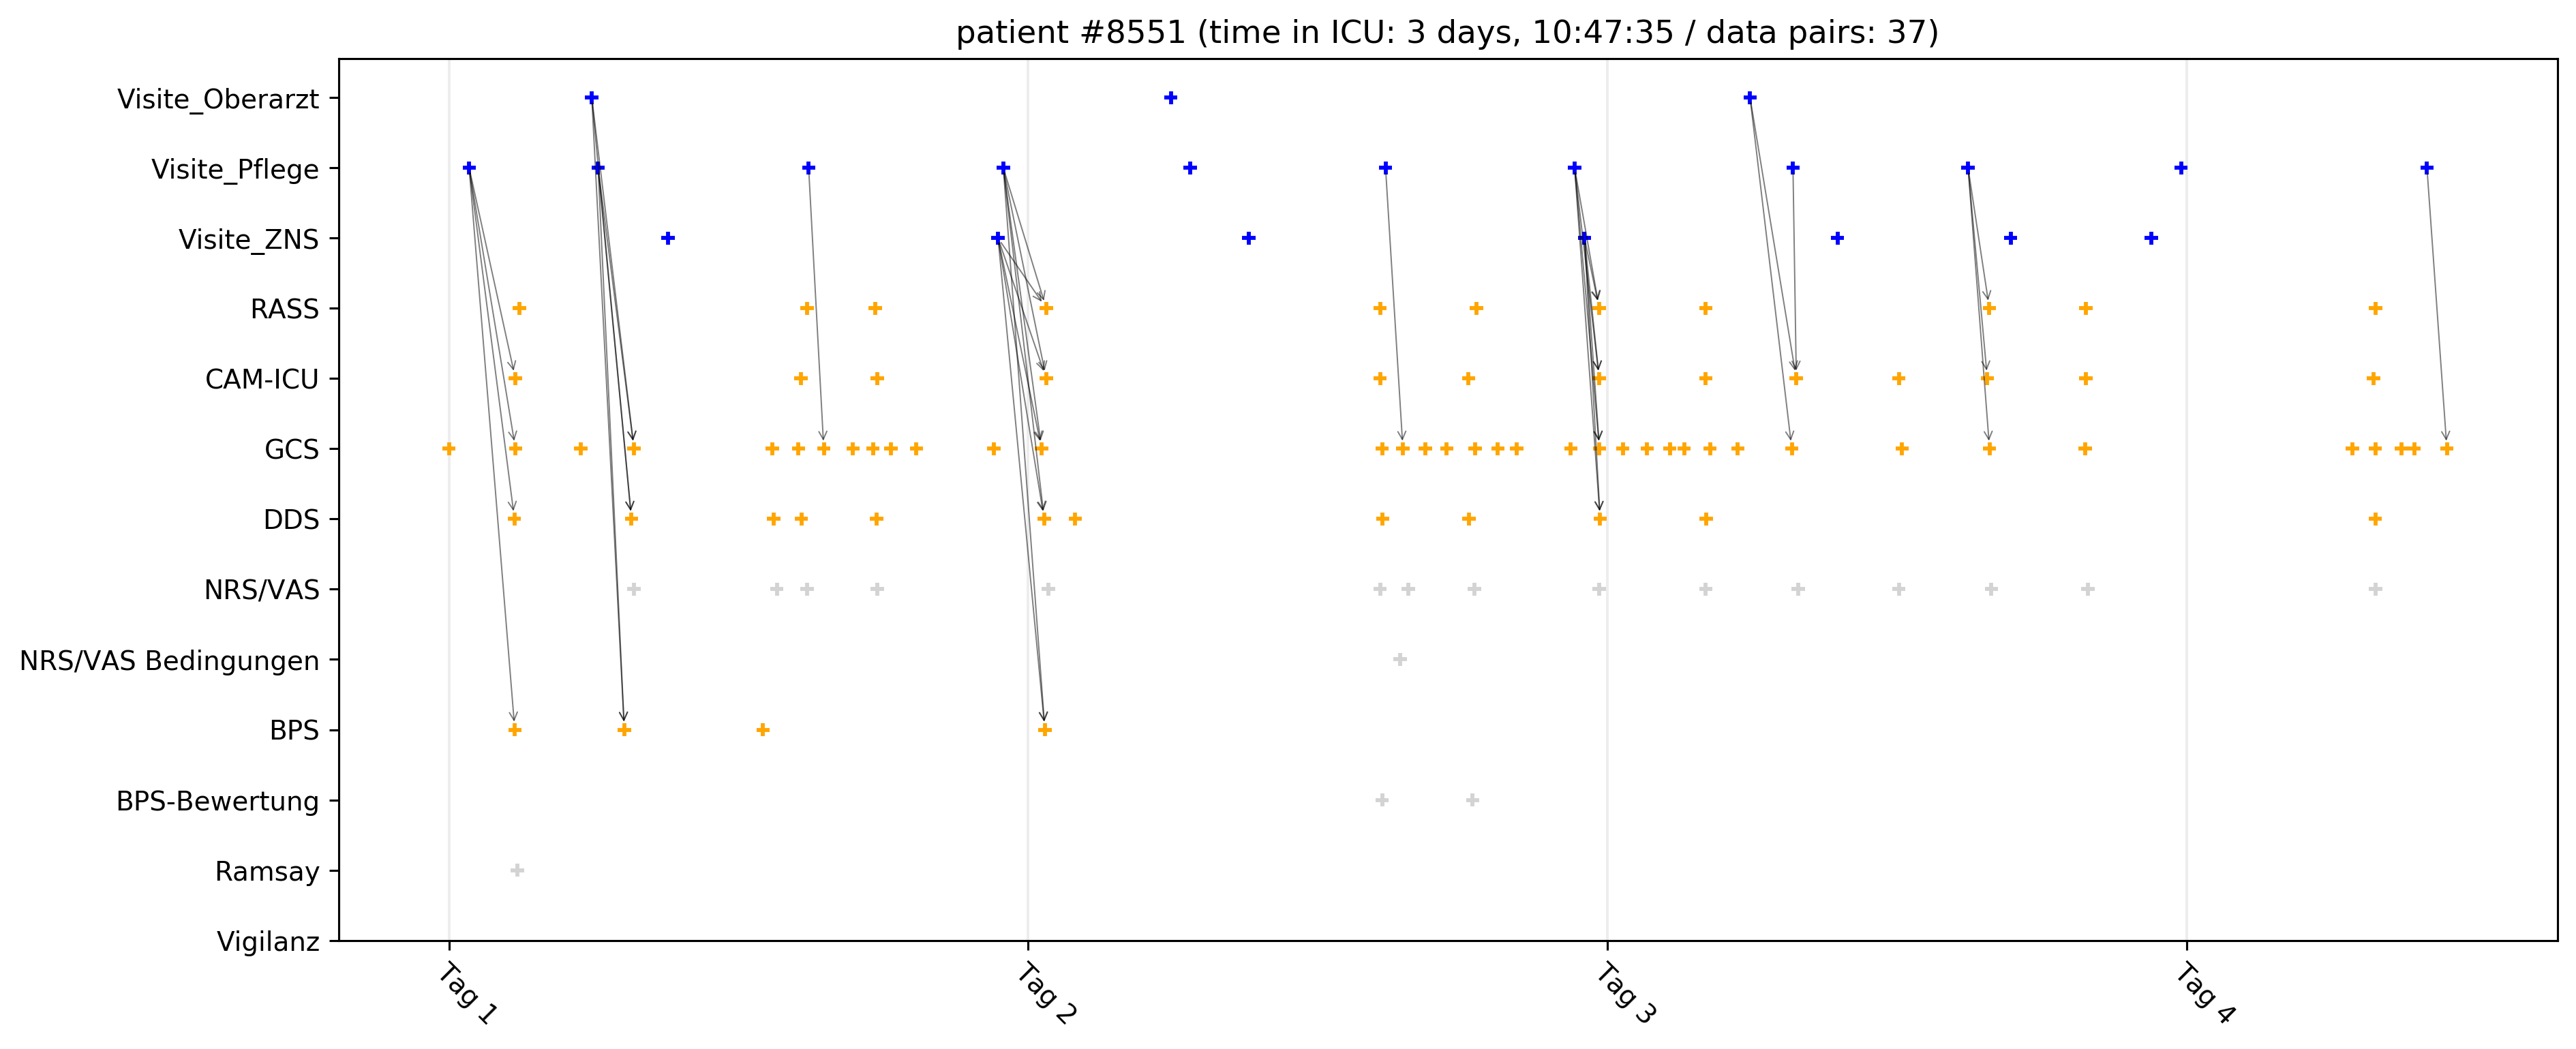 patient #8551 (time in ICU: 3 days, 10:47:35 / data pairs: 37)
Visite_Oberarzt
Visite_Pflege
Visite_ZNS
RASS
CAM-ICU
GCS
DDS
NRS/VAS
NRS/VAS Bedingungen
BPS
BPS-Bewertung
Ramsay
Vigilanz
Tag 1
Tag 2
Tag 3
Tag 4